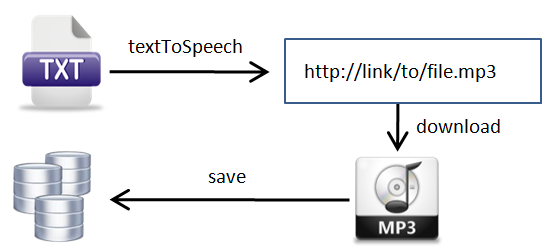 textToSpeech
TXT
http://link/to/file.mp3
download
save
MP3